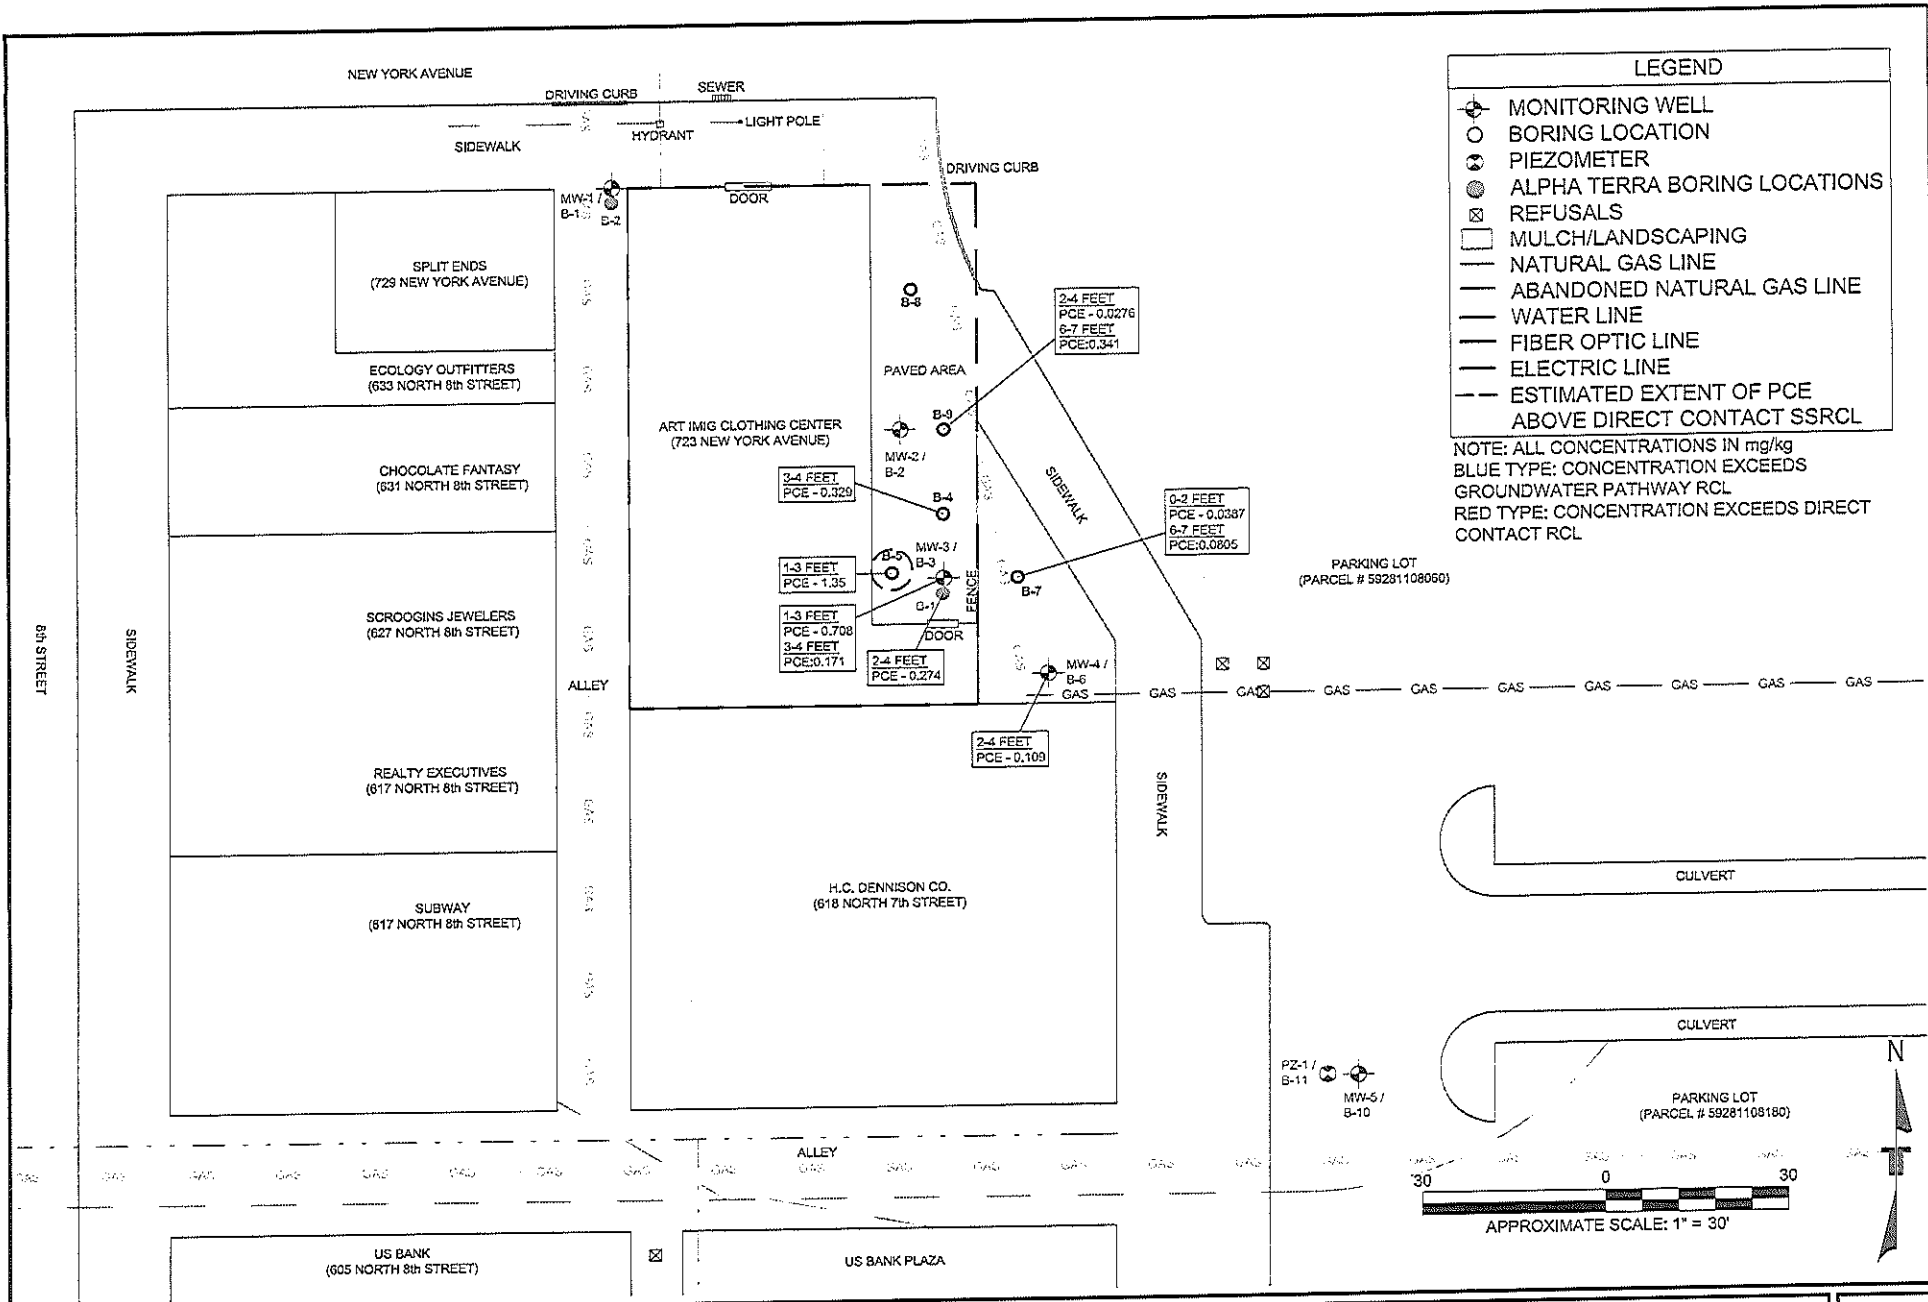 NEW YORK AVENUE
DRIVING CURB
SEWER
LIGHT POLE
HYDRANT
SIDEWALK
DRIVING CURB
DOOR
MW-1 /
B-1
B-2
SPLIT ENDS
(729 NEW YORK AVENUE)
ECOLOGY OUTFITTERS
(633 NORTH 8th STREET)
CHOCOLATE FANTASY
(631 NORTH 8th STREET)
SCROOGINS JEWELERS
(627 NORTH 8th STREET)
REALTY EXECUTIVES
(617 NORTH 8th STREET)
SUBWAY
(617 NORTH 8th STREET)
8th STREET
SIDEWALK
ALLEY
ART IMIG CLOTHING CENTER
(723 NEW YORK AVENUE)
B-8
PAVED AREA
B-9
MW-2 /
B-2
B-4
B-5
MW-3 /
B-3
B-1
FENCE
DOOR
B-7
MW-4 /
B-6
SIDEWALK
2-4 FEET
PCE - 0.0276
6-7 FEET
PCE:0.341
3-4 FEET
PCE - 0.329
0-2 FEET
PCE - 0.0387
6-7 FEET
PCE:0.0805
1-3 FEET
PCE - 1.35
1-3 FEET
PCE - 0.708
3-4 FEET
PCE:0.171
2-4 FEET
PCE - 0.274
2-4 FEET
PCE - 0.109
GAS GAS GAS GAS GAS GAS GAS GAS GAS GAS
PARKING LOT
(PARCEL # 59281108060)
SIDEWALK
H.C. DENNISON CO.
(618 NORTH 7th STREET)
CULVERT
CULVERT
PZ-1 /
B-11
MW-5 /
B-10
PARKING LOT
(PARCEL # 59281108180)
ALLEY
US BANK
(605 NORTH 8th STREET)
US BANK PLAZA
N
30 0 30
APPROXIMATE SCALE: 1" = 30'
LEGEND
MONITORING WELL
BORING LOCATION
PIEZOMETER
ALPHA TERRA BORING LOCATIONS
REFUSALS
MULCH/LANDSCAPING
NATURAL GAS LINE
ABANDONED NATURAL GAS LINE
WATER LINE
FIBER OPTIC LINE
ELECTRIC LINE
ESTIMATED EXTENT OF PCE
ABOVE DIRECT CONTACT SSRCL
NOTE: ALL CONCENTRATIONS IN mg/kg
BLUE TYPE: CONCENTRATION EXCEEDS
GROUNDWATER PATHWAY RCL
RED TYPE: CONCENTRATION EXCEEDS DIRECT
CONTACT RCL